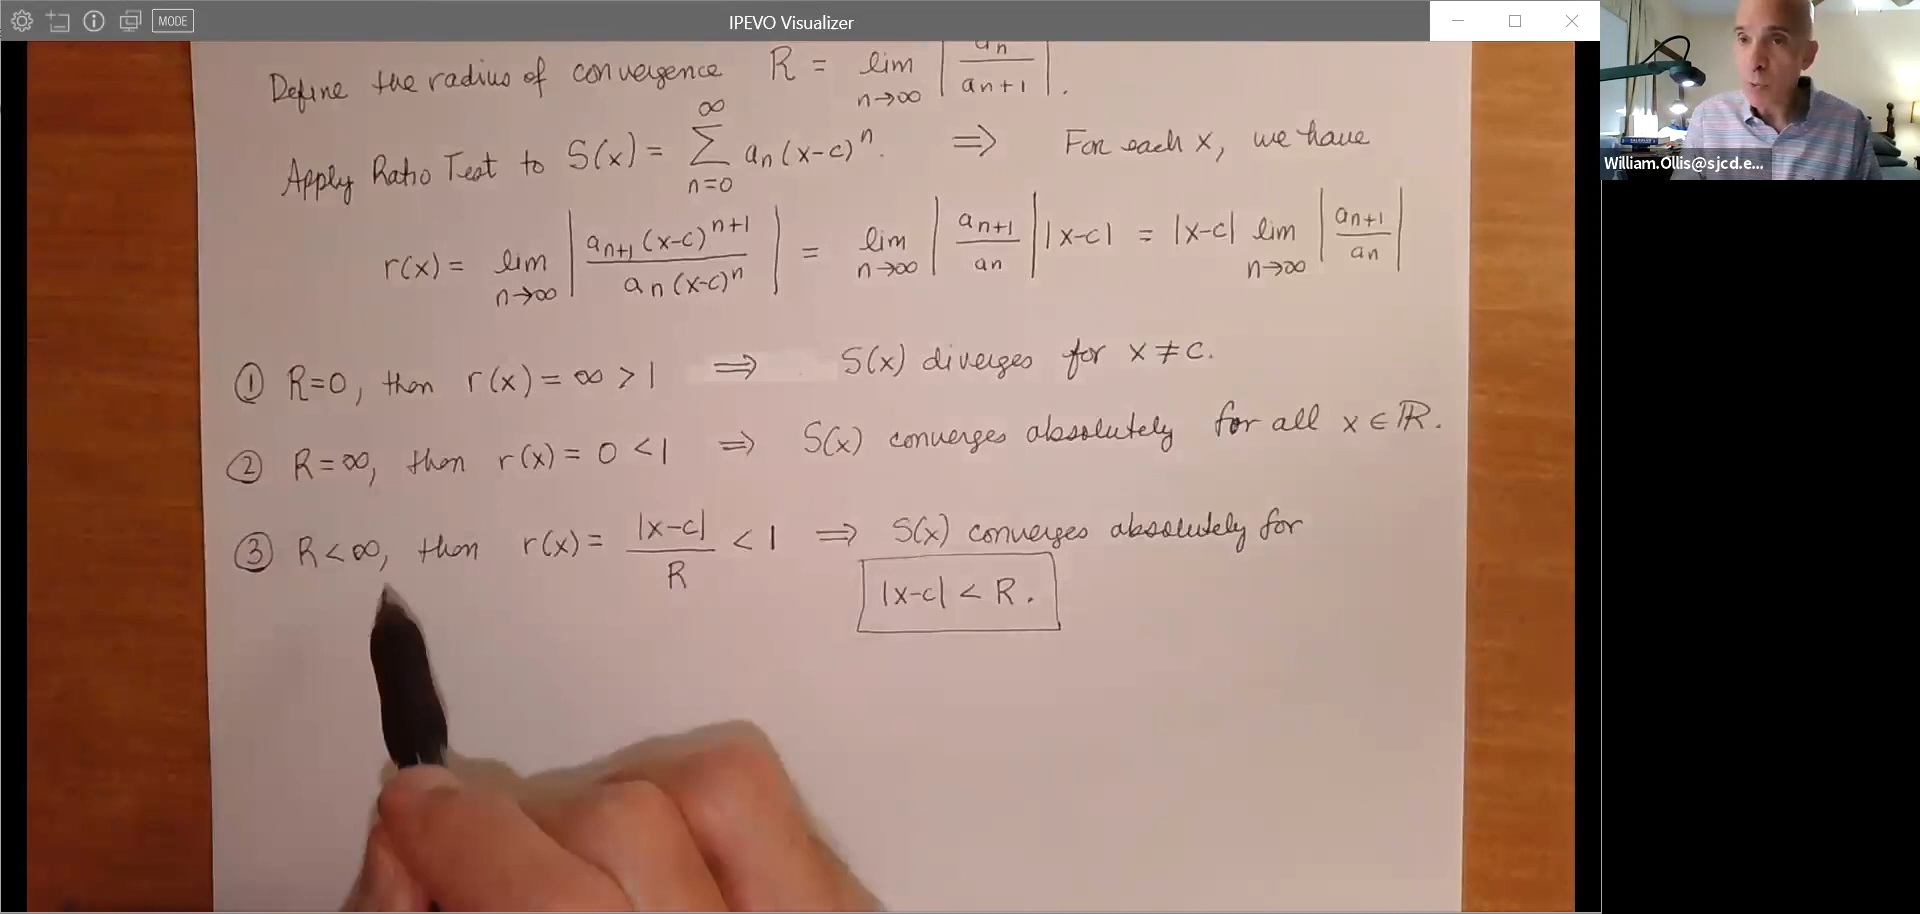 MODE
IPEVO Visualizer
Define the radius of convergence R = lim n→∞ | an / an+1 | .
Apply Ratio Test to S(x) = ∞ Σ n=0 an (x-c)^n. ⟹ For each x, we have
r(x) = lim n→∞ | an+1 (x-c)^n+1 / an (x-c)^n | = lim n→∞ | an+1 / an | |x-c| = |x-c| lim n→∞ | an+1 / an |
① R=0, then r(x) = ∞ > 1 ⟹ S(x) diverges for x ≠ c.
② R=∞, then r(x) = 0 < 1 ⟹ S(x) converges absolutely for all x ∈ ℝ.
③ R<∞, then r(x) = |x-c| / R < 1 ⟹ S(x) converges absolutely for
|x-c| < R.
William.Ollis@sjcd.e...